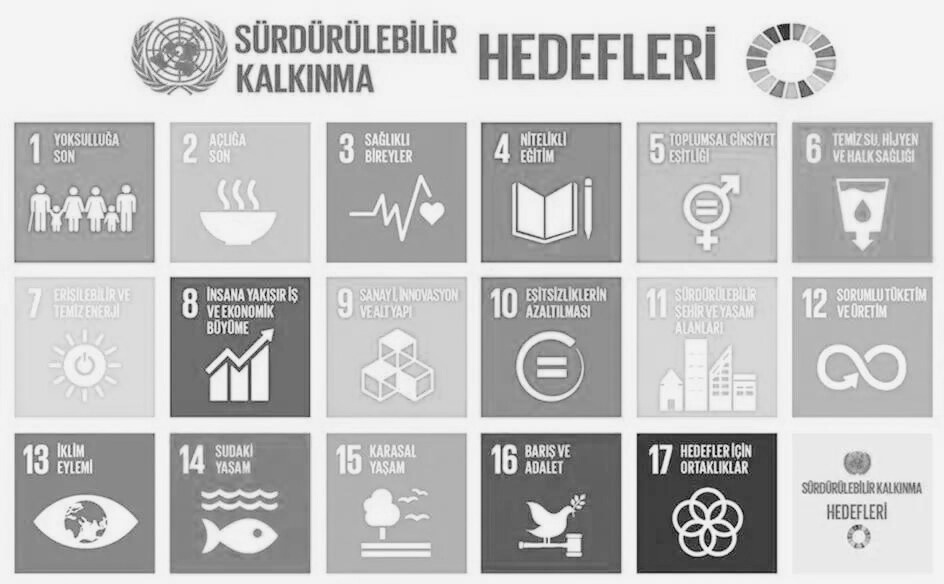 SÜRDÜRÜLEBİLİR
KALKINMA
HEDEFLERİ
1 YOKSULLUĞA
SON
2 AÇLIĞA
SON
3 SAĞLIKLI
BİREYLER
4 NİTELİKLİ
EĞİTİM
5 TOPLUMSAL CİNSİYET
EŞİTLİĞİ
6 TEMİZ SU, HİJYEN
VE HALK SAĞLIĞI
7 ERİŞİLEBİLİR VE
TEMİZ ENERJİ
8 İNSANA YAKIŞIR İŞ
VE EKONOMİK
BÜYÜME
9 SANAYİ, İNNOVASYON
VE ALT YAPI
10 EŞİTSİZLİKLERİN
AZALTILMASI
11 SÜRDÜRÜLEBİLİR
ŞEHİR VE YAŞAM
ALANLARI
12 SORUMLU TÜKETİM
VE ÜRETİM
13 İKLİM
EYLEMİ
14 SUDAKİ
YAŞAM
15 KARASAL
YAŞAM
16 BARIŞ VE
ADALET
17 HEDEFLER İÇİN
ORTAKLIKLAR
SÜRDÜRÜLEBİLİR KALKINMA
HEDEFLERİ